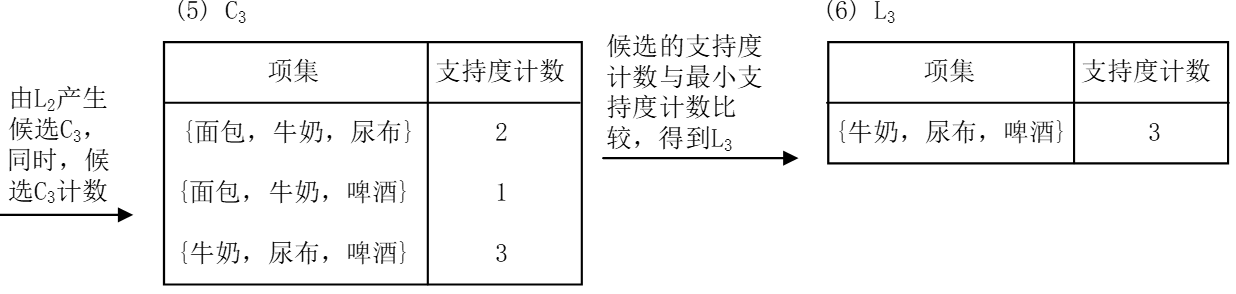 (5) C₃
(6) L₃
由L₂产生
候选C₃，
同时，候
选C₃计数
项集 支持度计数
{面包，牛奶，尿布} 2
{面包，牛奶，啤酒} 1
{牛奶，尿布，啤酒} 3
候选的支持度
计数与最小支
持度计数比
较，得到L₃
项集 支持度计数
{牛奶，尿布，啤酒} 3